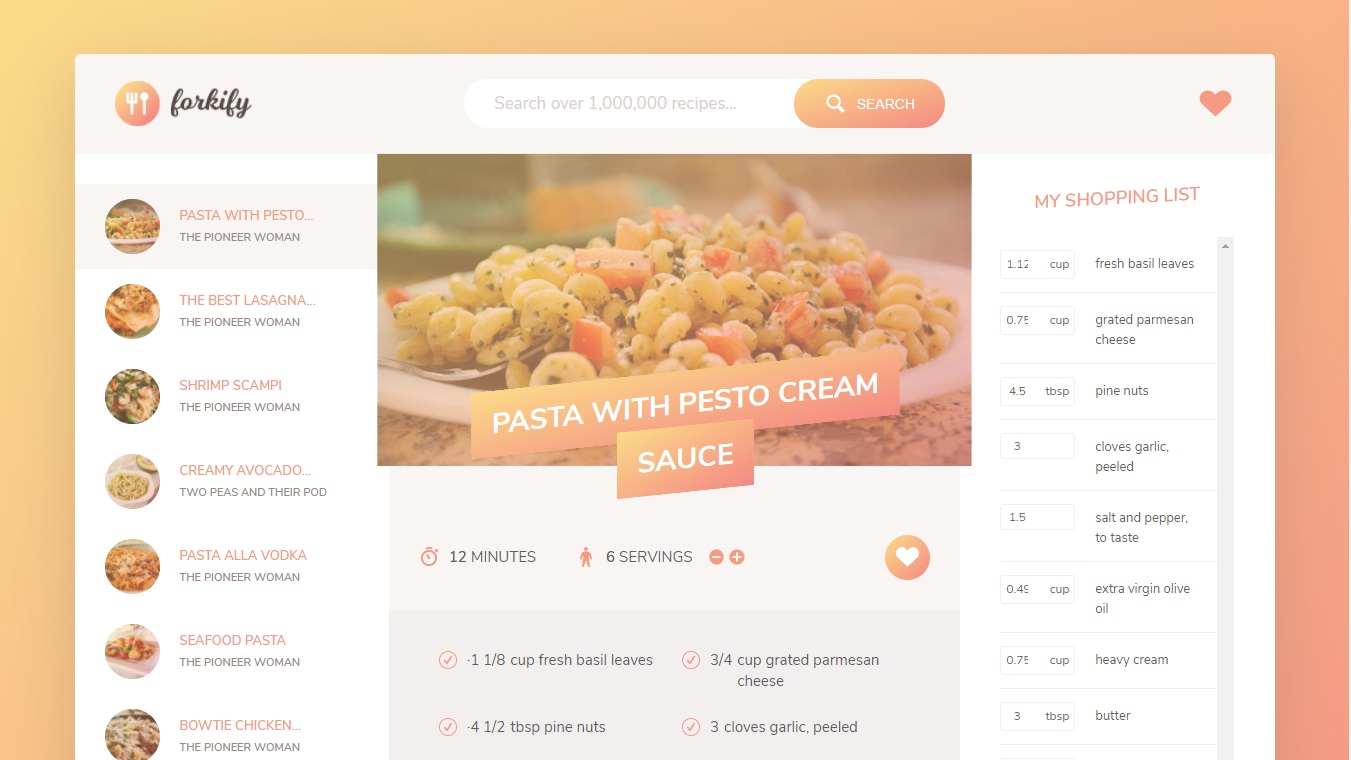 forkify
Search over 1,000,000 recipes...
SEARCH
PASTA WITH PESTO...
THE PIONEER WOMAN
THE BEST LASAGNA...
THE PIONEER WOMAN
SHRIMP SCAMPI
THE PIONEER WOMAN
CREAMY AVOCADO...
TWO PEAS AND THEIR POD
PASTA ALLA VODKA
THE PIONEER WOMAN
SEAFOOD PASTA
THE PIONEER WOMAN
BOWTIE CHICKEN...
THE PIONEER WOMAN
PASTA WITH PESTO CREAM
SAUCE
12 MINUTES
6 SERVINGS
·1 1/8 cup fresh basil leaves
3/4 cup grated parmesan
cheese
·4 1/2 tbsp pine nuts
3 cloves garlic, peeled
MY SHOPPING LIST
1.12 cup fresh basil leaves
0.75 cup grated parmesan
cheese
4.5 tbsp pine nuts
3 cloves garlic,
peeled
1.5 salt and pepper,
to taste
0.49 cup extra virgin olive
oil
0.75 cup heavy cream
3 tbsp butter